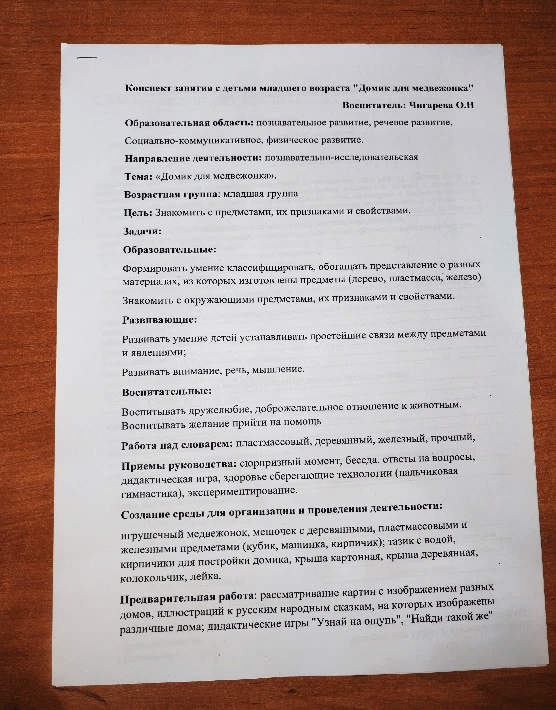 Конспект занятия с детьми младшего возраста "Домик для медвежонка"
Воспитатель: Чигарева О.Н
Образовательная область: познавательное развитие, речевое развитие,
Социально-коммуникативное, физическое развитие.
Направление деятельности: познавательно-исследовательская
Тема: «Домик для медвежонка».
Возрастная группа: младшая группа
Цель: Знакомить с предметами, их признаками и свойствами.
Задачи:
Образовательные:
Формировать умение классифицировать, обогащать представление о разных
материалах, из которых изготовлены предметы (дерево, пластмасса, железо)
Знакомить с окружающими предметами, их признаками и свойствами.
Развивающие:
Развивать умение детей устанавливать простейшие связи между предметами
и явлениями;
Развивать внимание, речь, мышление.
Воспитательные:
Воспитывать дружелюбие, доброжелательное отношение к животным.
Воспитывать желание прийти на помощь
Работа над словарем: пластмассовый, деревянный, железный, прочный,
Приемы руководства: сюрпризный момент, беседа, ответы на вопросы,
дидактическая игра, здоровье сберегающие технологии (пальчиковая
гимнастика), экспериментирование.
Создание среды для организации и проведения деятельности:
игрушечный медвежонок, мешочек с деревянными, пластмассовыми и
железными предметами (кубик, машинка, кирпичик); тазик с водой,
кирпичики для постройки домика, крыша картонная, крыша деревянная,
колокольчик, лейка.
Предварительная работа: рассматривание картин с изображением разных
домов, иллюстраций к русским народным сказкам, на которых изображены
различные дома; дидактические игры "Узнай на ощупь", "Найди такой же"